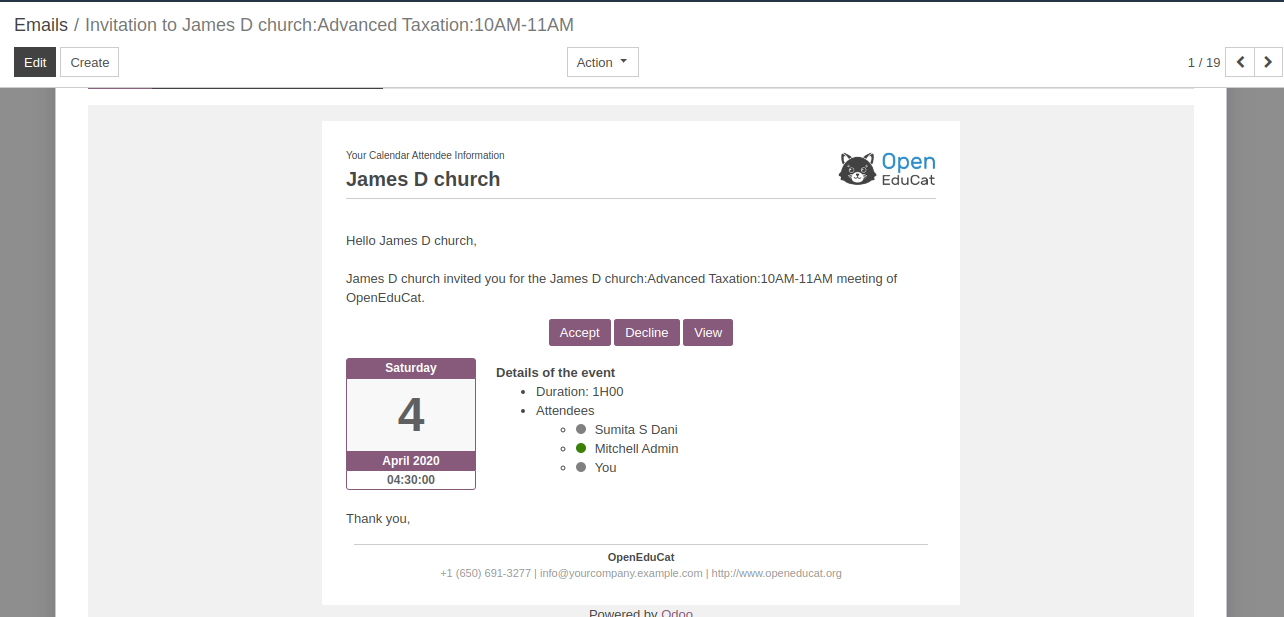 Emails / Invitation to James D church:Advanced Taxation:10AM-11AM
Edit Create Action 1 / 19
Your Calendar Attendee Information
James D church
Open
EduCat
Hello James D church,
James D church invited you for the James D church:Advanced Taxation:10AM-11AM meeting of
OpenEduCat.
Accept Decline View
Saturday
4
April 2020
04:30:00
Details of the event
Duration: 1H00
Attendees
Sumita S Dani
Mitchell Admin
You
Thank you,
OpenEduCat
+1 (650) 691-3277 | info@yourcompany.example.com | http://www.openeducat.org
Powered by Odoo